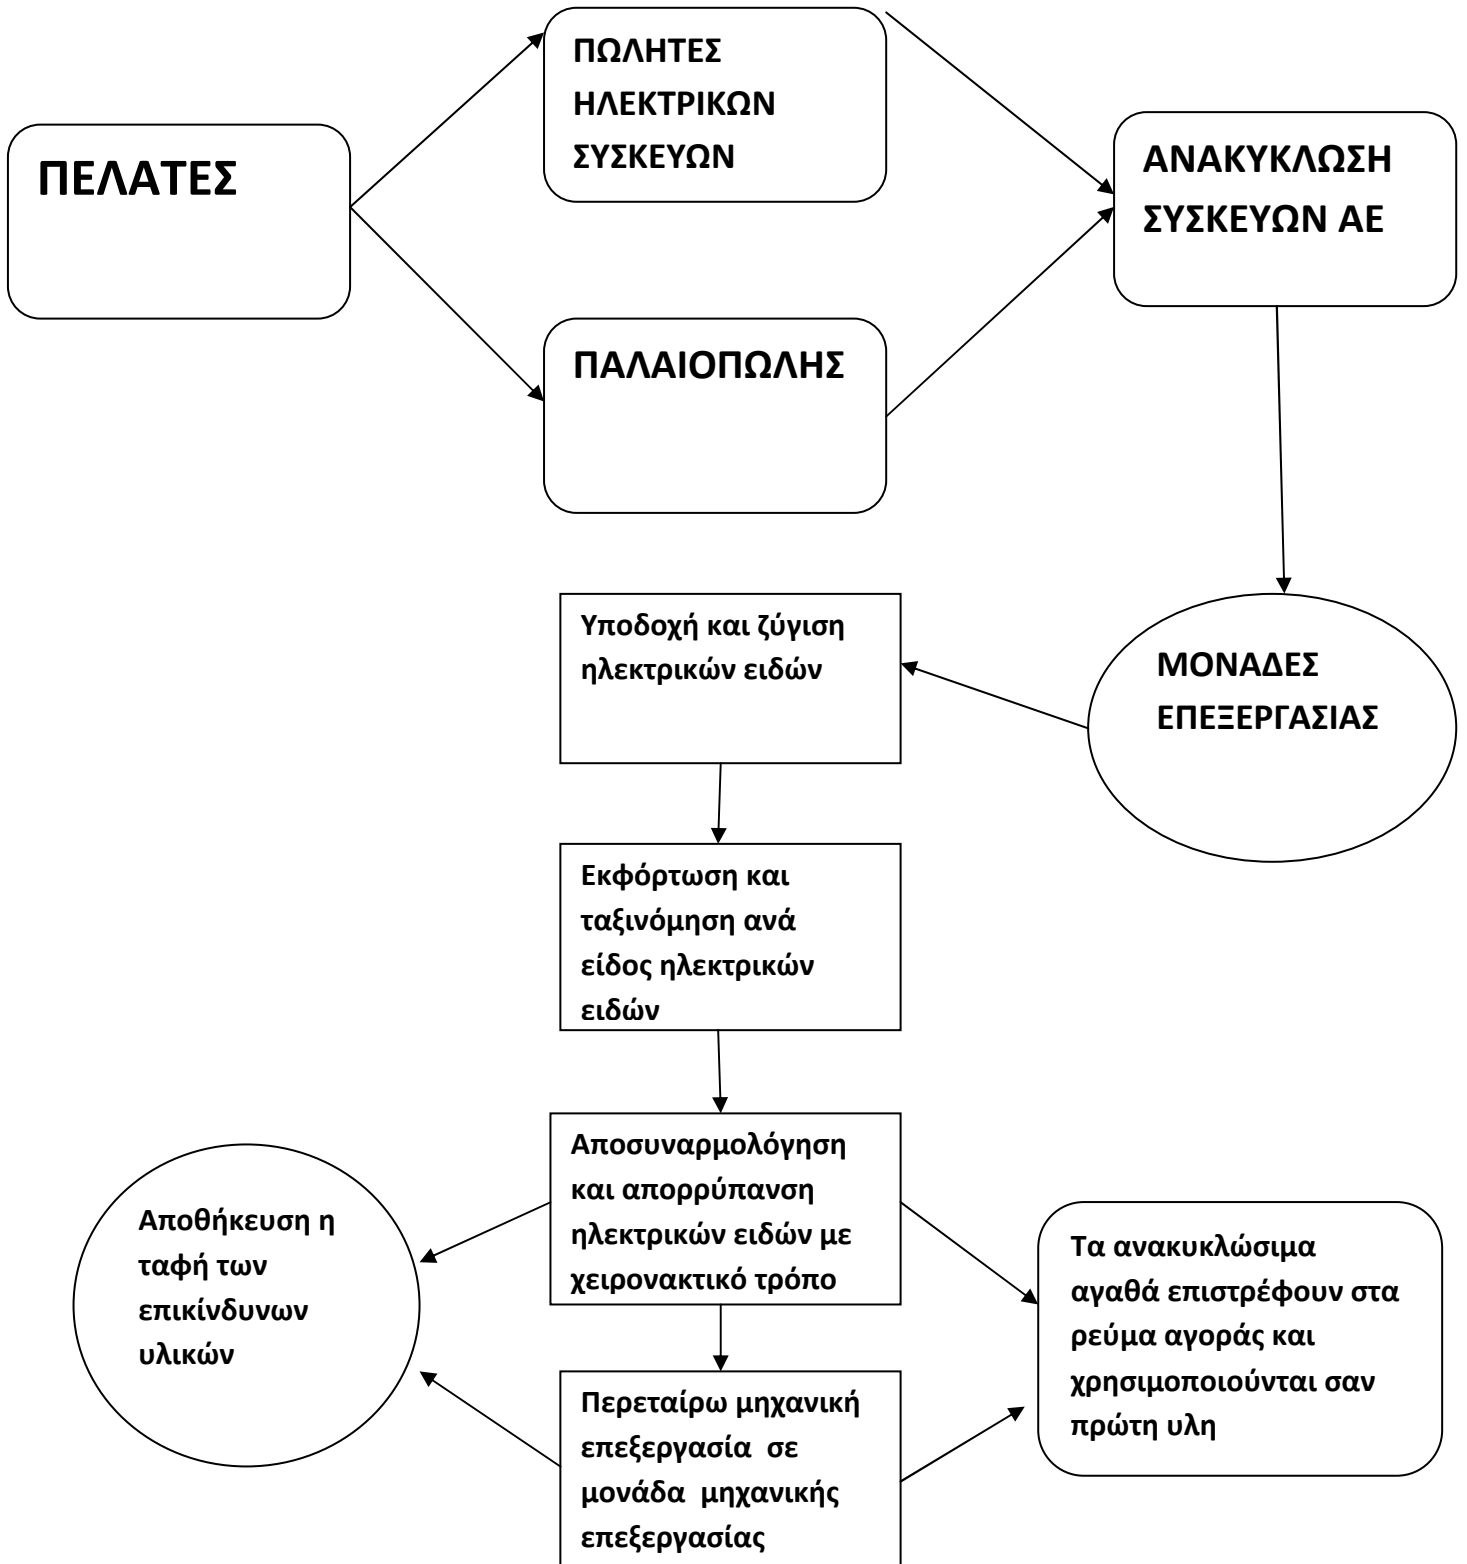 ΠΩΛΗΤΕΣ
ΗΛΕΚΤΡΙΚΩΝ
ΣΥΣΚΕΥΩΝ
ΠΕΛΑΤΕΣ
ΑΝΑΚΥΚΛΩΣΗ
ΣΥΣΚΕΥΩΝ ΑΕ
ΠΑΛΑΙΟΠΩΛΗΣ
ΜΟΝΑΔΕΣ
ΕΠΕΞΕΡΓΑΣΙΑΣ
Υποδοχή και ζύγιση
ηλεκτρικών ειδών
Εκφόρτωση και
ταξινόμηση ανά
είδος ηλεκτρικών
ειδών
Αποσυναρμολόγηση
και απορρύπανση
ηλεκτρικών ειδών με
χειρονακτικό τρόπο
Αποθήκευση η
ταφή των
επικίνδυνων
υλικών
Τα ανακυκλώσιμα
αγαθά επιστρέφουν στα
ρεύμα αγοράς και
χρησιμοποιούνται σαν
πρώτη υλη
Περεταίρω μηχανική
επεξεργασία σε
μονάδα μηχανικής
επεξεργασίας